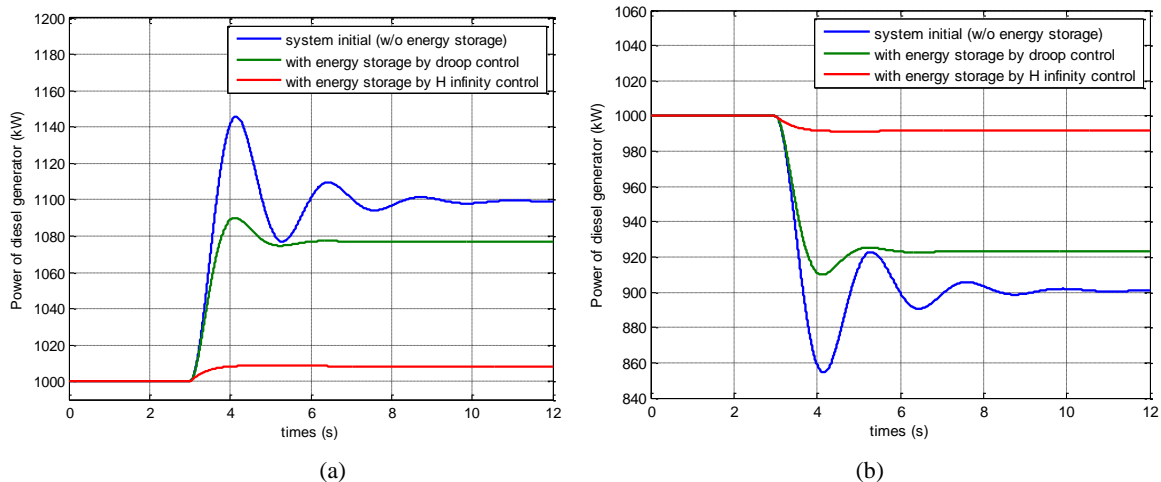 1200
1180
1160
1140
1120
1100
1080
1060
1040
1020
1000
0 2 4 6 8 10 12
times (s)
Power of diesel generator (kW)
system initial (w/o energy storage)
with energy storage by droop control
with energy storage by H infinity control
(a)
1060
1040
1020
1000
980
960
940
920
900
880
860
840
0 2 4 6 8 10 12
times (s)
Power of diesel generator (kW)
system initial (w/o energy storage)
with energy storage by droop control
with energy storage by H infinity control
(b)